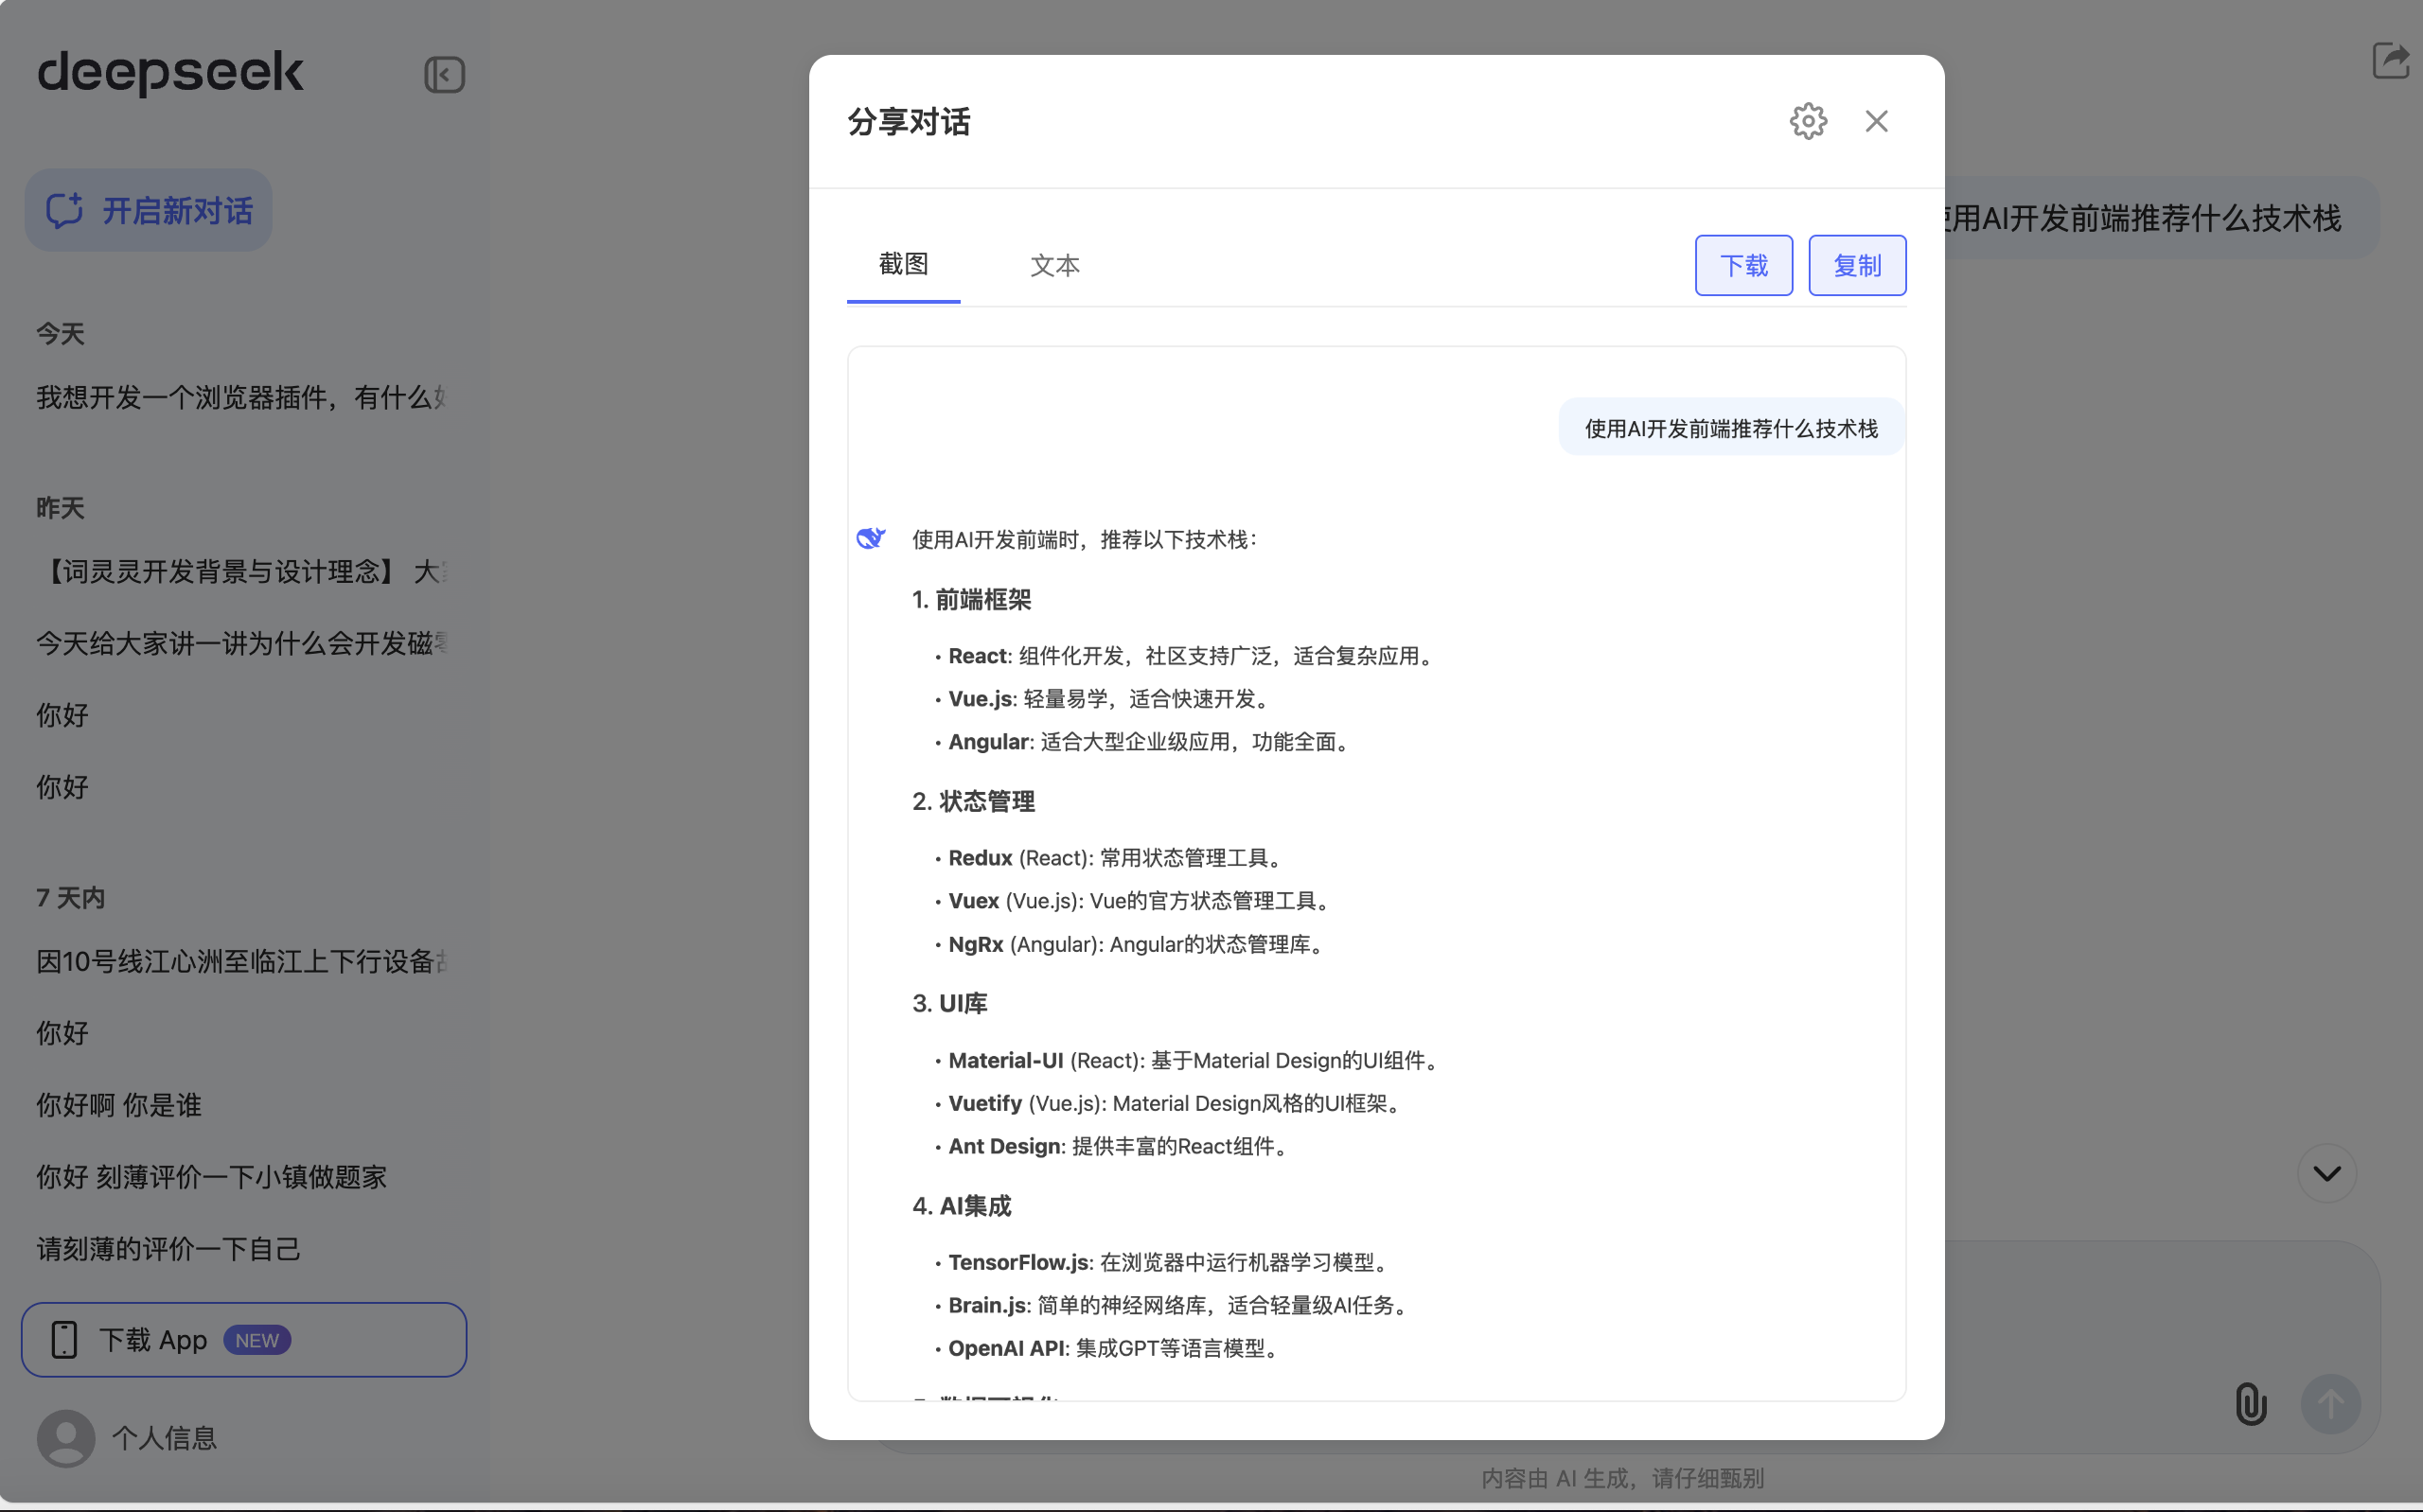 deepseek
开启新对话
今天
我想开发一个浏览器插件，有什么
昨天
【词灵灵开发背景与设计理念】 大
今天给大家讲一讲为什么会开发磁
你好
你好
7 天内
因10号线江心洲至临江上下行设备
你好
你好啊 你是谁
你好 刻薄评价一下小镇做题家
请刻薄的评价一下自己
下载 App NEW
个人信息
分享对话
截图
文本
下载
复制
使用AI开发前端推荐什么技术栈
使用AI开发前端时，推荐以下技术栈：
1. 前端框架
• React: 组件化开发，社区支持广泛，适合复杂应用。
• Vue.js: 轻量易学，适合快速开发。
• Angular: 适合大型企业级应用，功能全面。
2. 状态管理
• Redux (React): 常用状态管理工具。
• Vuex (Vue.js): Vue的官方状态管理工具。
• NgRx (Angular): Angular的状态管理库。
3. UI库
• Material-UI (React): 基于Material Design的UI组件。
• Vuetify (Vue.js): Material Design风格的UI框架。
• Ant Design: 提供丰富的React组件。
4. AI集成
• TensorFlow.js: 在浏览器中运行机器学习模型。
• Brain.js: 简单的神经网络库，适合轻量级AI任务。
• OpenAI API: 集成GPT等语言模型。
用AI开发前端推荐什么技术栈
内容由 AI 生成，请仔细甄别